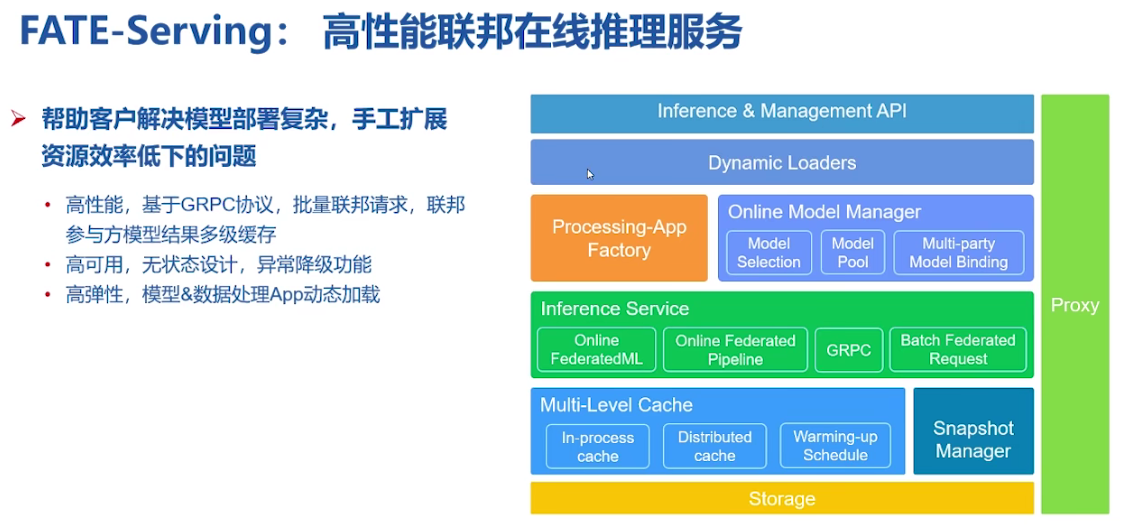 FATE-Serving： 高性能联邦在线推理服务
帮助客户解决模型部署复杂，手工扩展
资源效率低下的问题
高性能，基于GRPC协议，批量联邦请求，联邦
参与方模型结果多级缓存
高可用，无状态设计，异常降级功能
高弹性，模型&数据处理App动态加载
Inference & Management API
Dynamic Loaders
Processing-App
Factory
Online Model Manager
Model
Selection
Model
Pool
Multi-party
Model Binding
Inference Service
Online
FederatedML
Online Federated
Pipeline
GRPC
Batch Federated
Request
Multi-Level Cache
In-process
cache
Distributed
cache
Warming-up
Schedule
Snapshot
Manager
Storage
Proxy